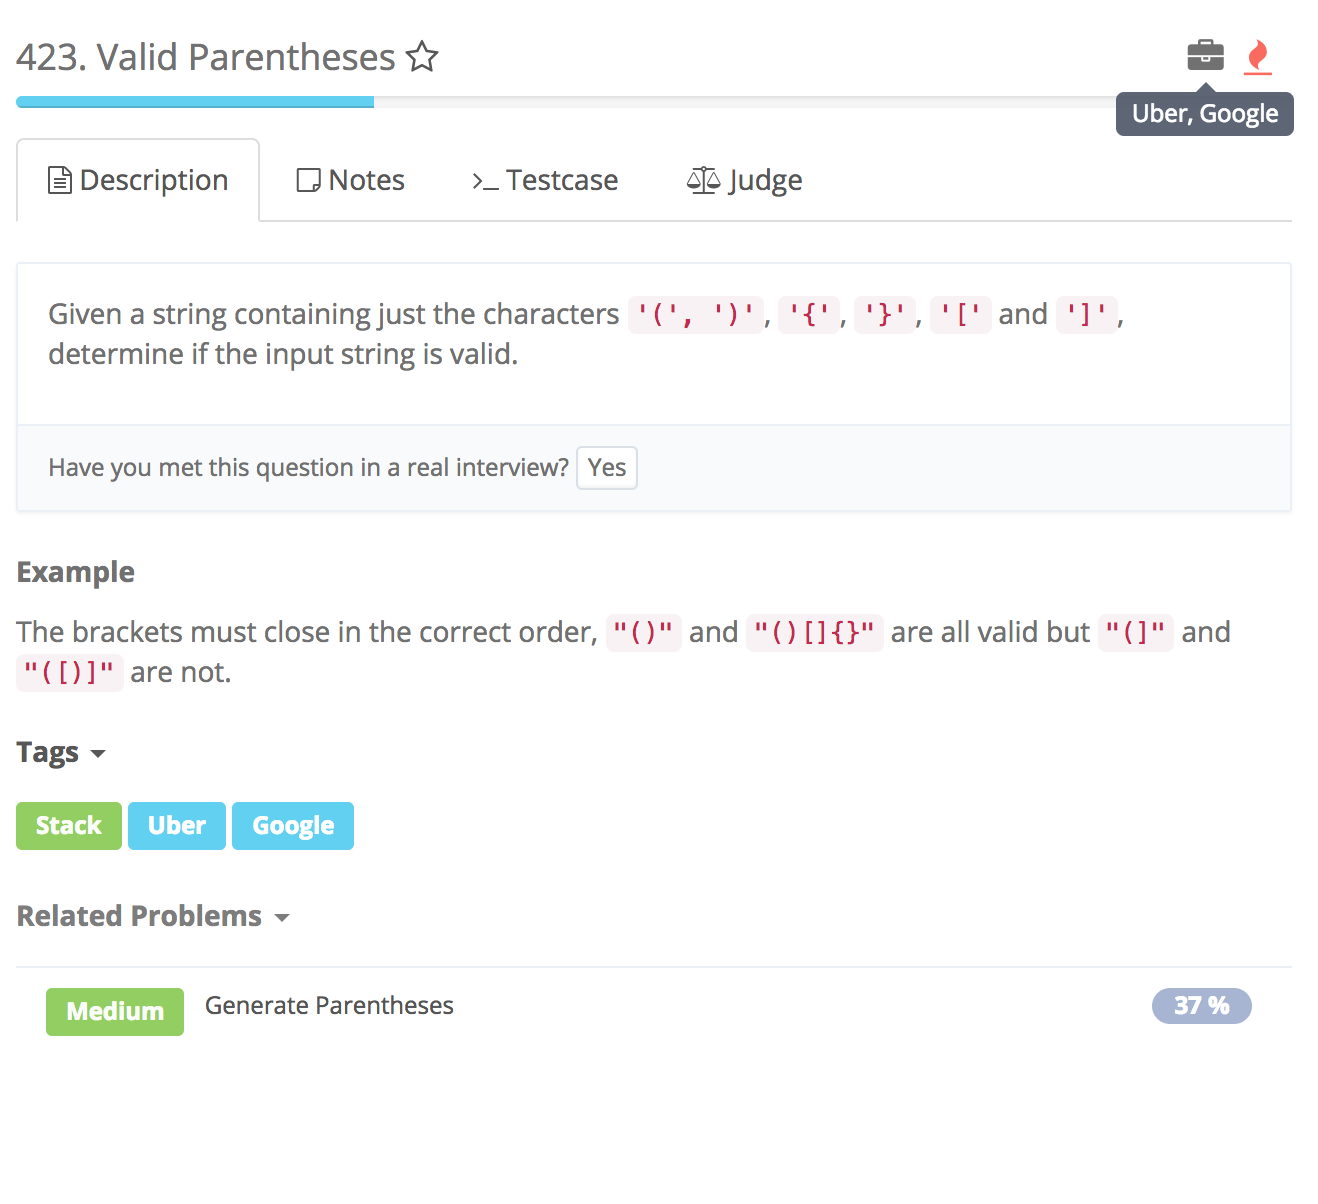 423. Valid Parentheses
Uber, Google
Description Notes Testcase Judge
Given a string containing just the characters '(', ')', '{', '}', '[' and ']',
determine if the input string is valid.
Have you met this question in a real interview? Yes
Example
The brackets must close in the correct order, "()" and "()[]{}" are all valid but "(]" and
"([)]" are not.
Tags
Stack Uber Google
Related Problems
Medium Generate Parentheses 37 %